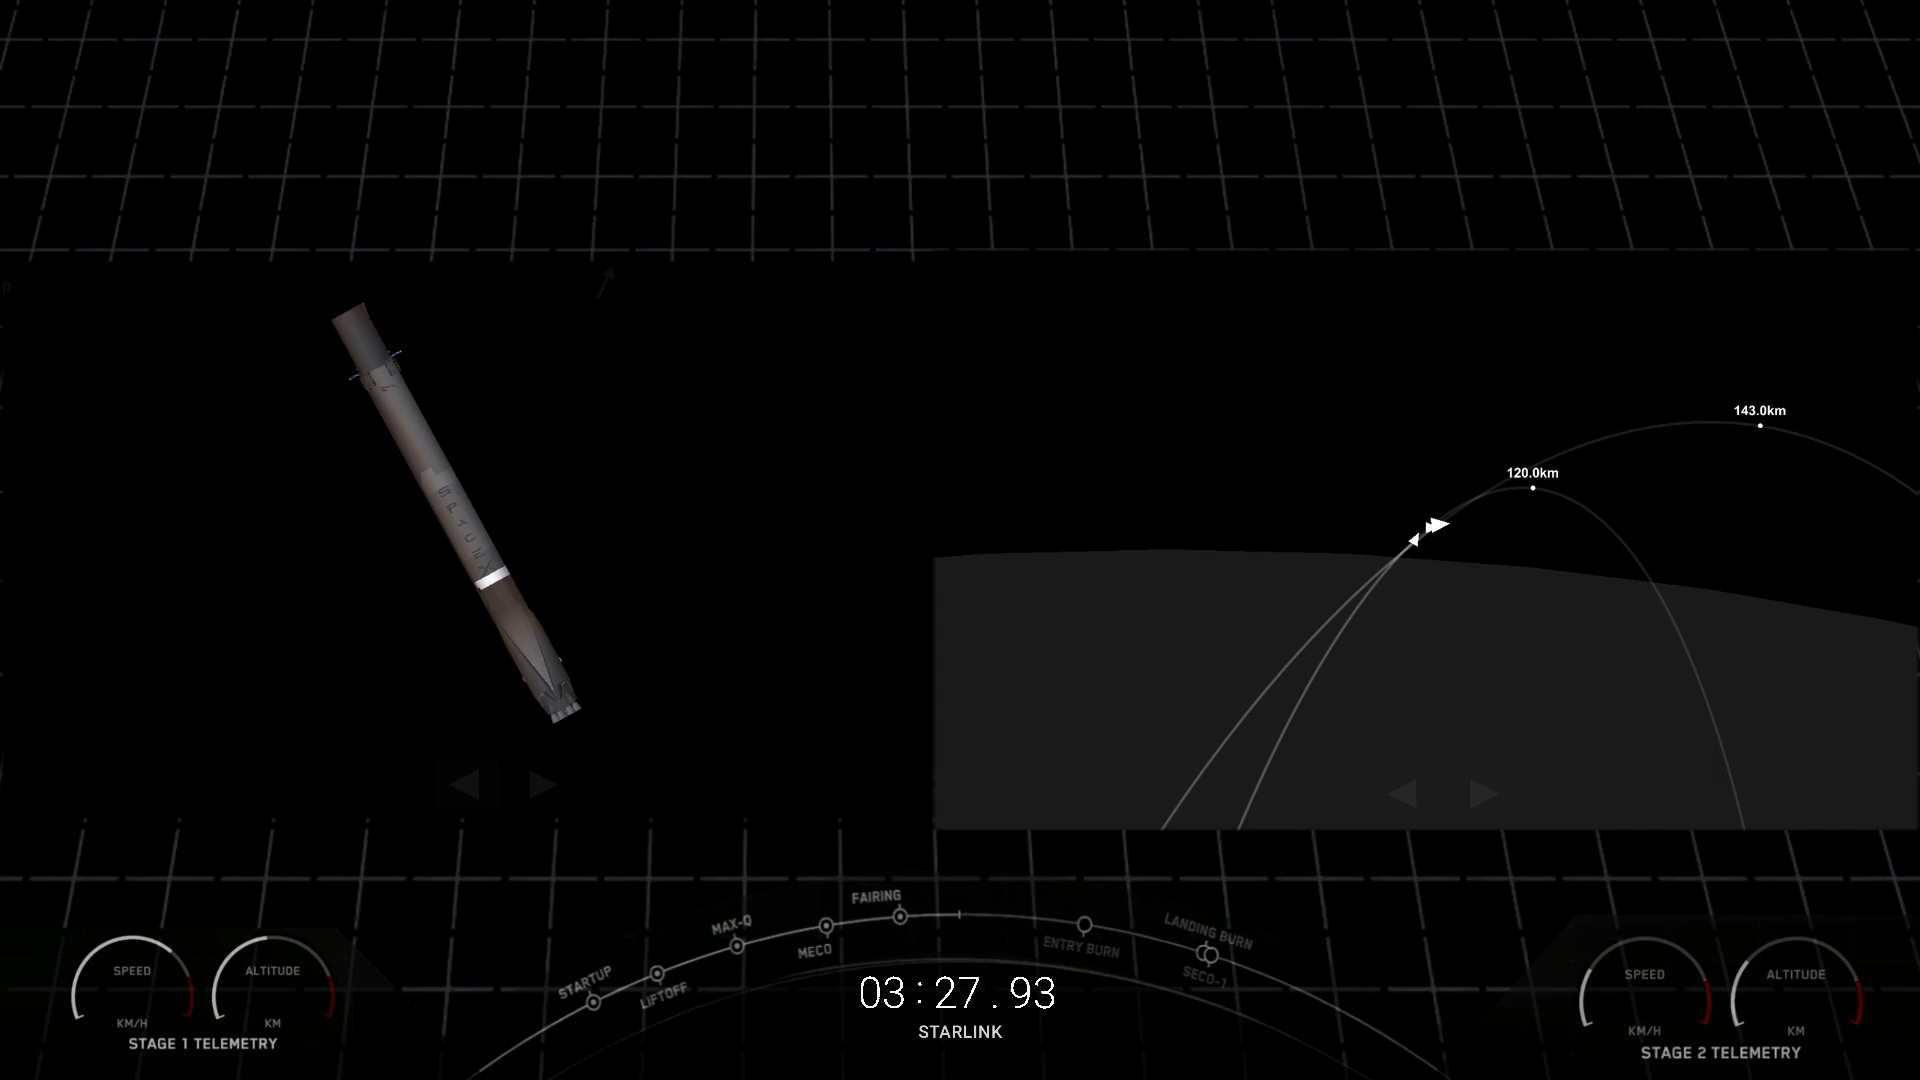 p
SPACEX
143.0km
120.0km
FAIRING
MAX-Q
MECO
STARTUP
LIFTOFF
ENTRY BURN
LANDING BURN
SECO-1
SPEED
KM/H
ALTITUDE
KM
STAGE 1 TELEMETRY
03:27.93
STARLINK
SPEED
KM/H
ALTITUDE
KM
STAGE 2 TELEMETRY